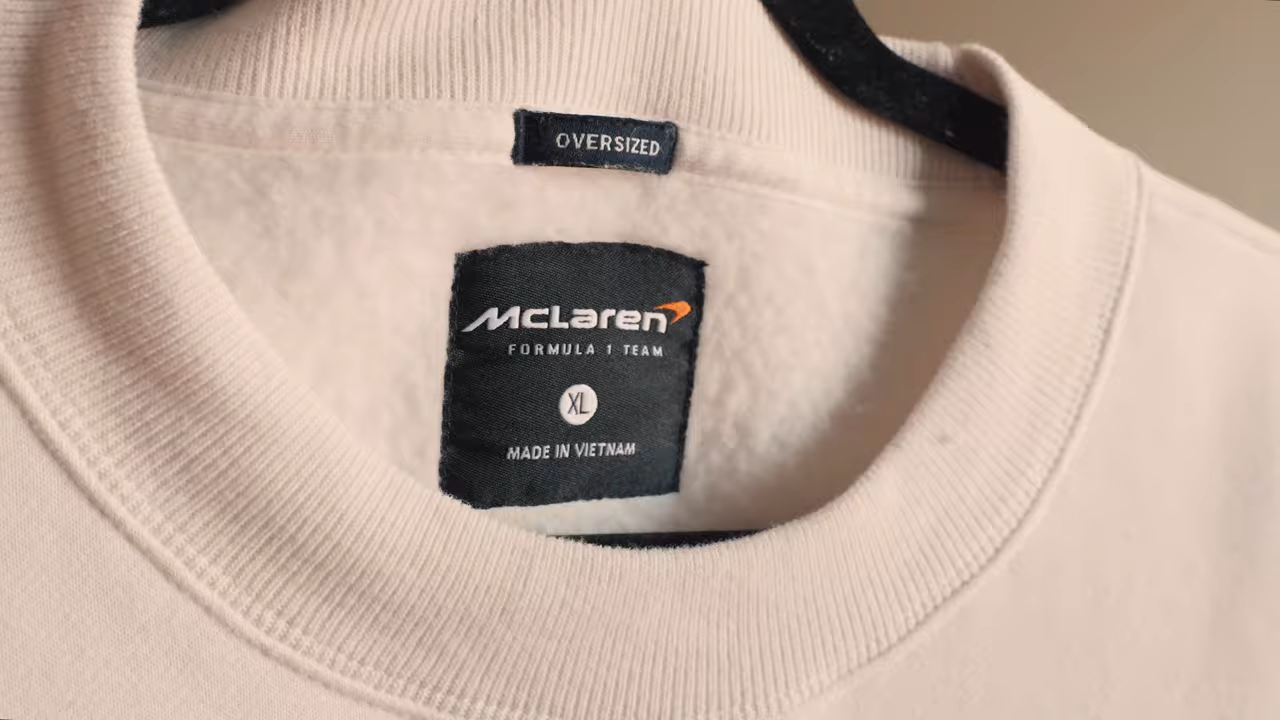 OVERSIZED
McLaren
FORMULA 1 TEAM
XL
MADE IN VIETNAM